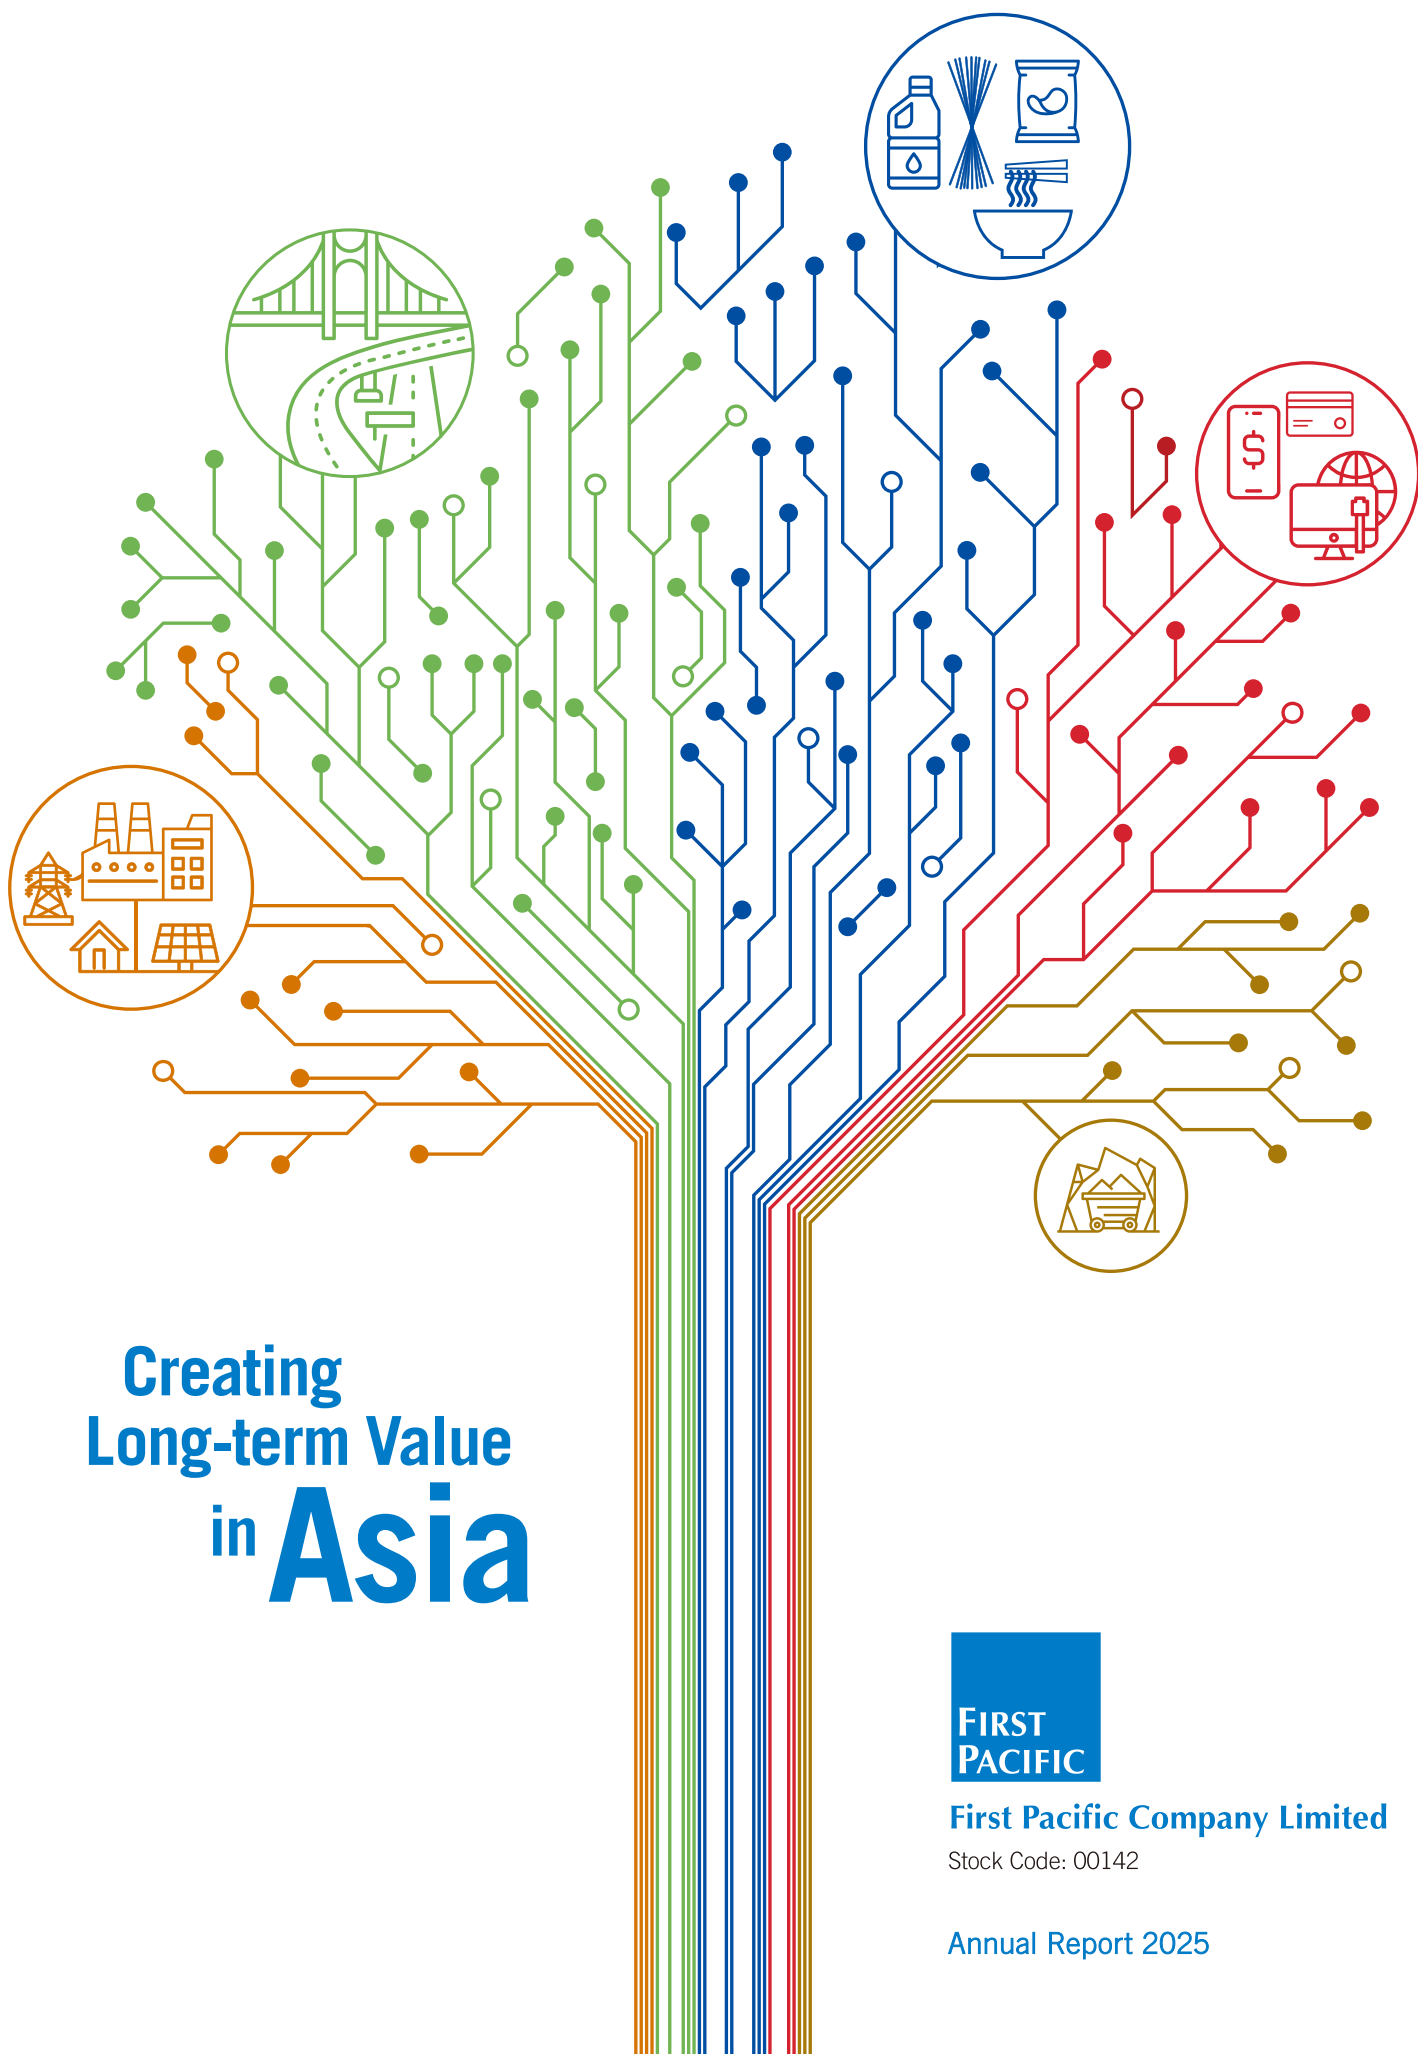 Creating
Long-term Value
in Asia
FIRST
PACIFIC
First Pacific Company Limited
Stock Code: 00142
Annual Report 2025